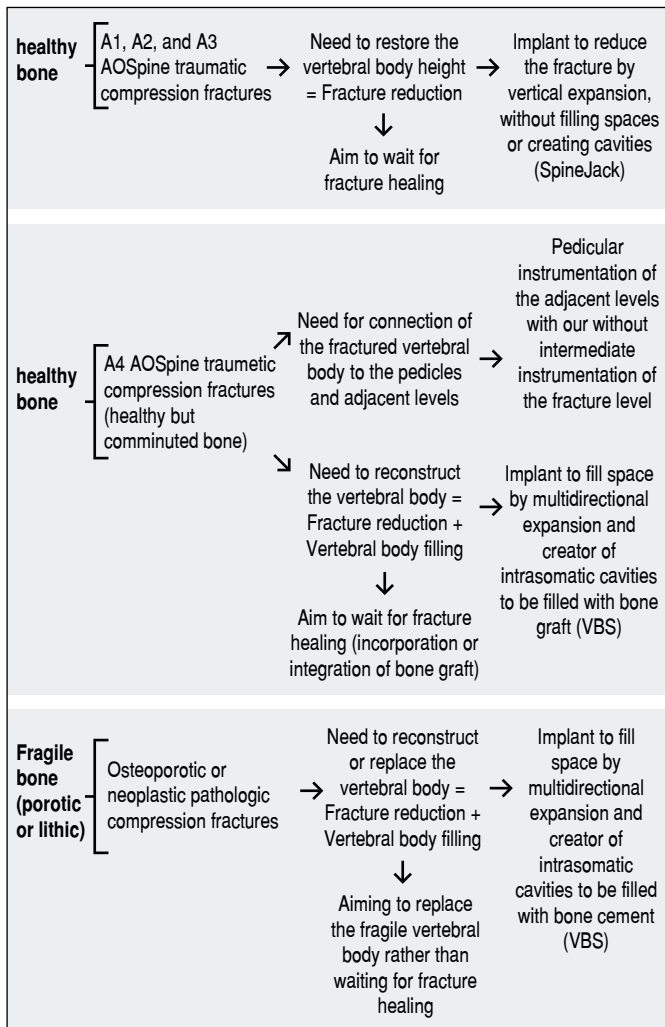 healthy
bone
A1, A2, and A3
AOSpine traumatic
compression fractures
Need to restore the
vertebral body height
= Fracture reduction
Aim to wait for
fracture healing
Implant to reduce
the fracture by
vertical expansion,
without filling spaces
or creating cavities
(SpineJack)
healthy
bone
A4 AOSpine traumetic
compression fractures
(healthy but
comminuted bone)
Need for connection of
the fractured vertebral
body to the pedicles
and adjacent levels
Pedicular
instrumentation of
the adjacent levels
with our without
intermediate
instrumentation of
the fracture level
Need to reconstruct
the vertebral body =
Fracture reduction +
Vertebral body filling
Aim to wait for fracture
healing (incorporation or
integration of bone graft)
Implant to fill space
by multidirectional
expansion and
creator of
intrasomatic cavities
to be filled with bone
graft (VBS)
Fragile
bone
(porotic
or lithic)
Osteoporotic or
neoplastic pathologic
compression fractures
Need to reconstruct
or replace the
vertebral body =
Fracture reduction +
Vertebral body filling
Aiming to replace
the fragile vertebral
body rather than
waiting for fracture
healing
Implant to fill
space by
multidirectional
expansion and
creator of
intrasomatic
cavities to be filled
with bone cement
(VBS)